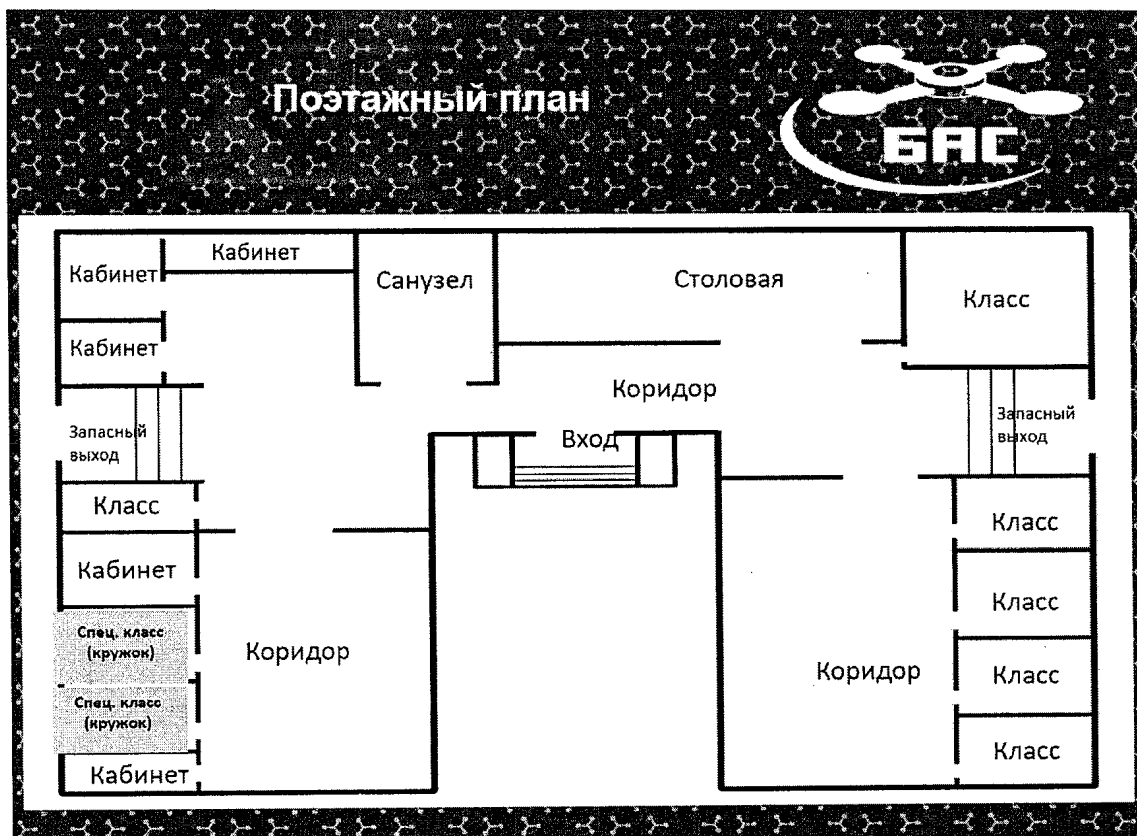 Поэтажный план
БАС
Кабинет
Кабинет
Санузел
Столовая
Класс
Кабинет
Коридор
Запасный
выход
Вход
Запасный
выход
Класс
Класс
Кабинет
Класс
Спец. класс
(кружок)
Коридор
Коридор
Класс
Спец. класс
(кружок)
Класс
Кабинет